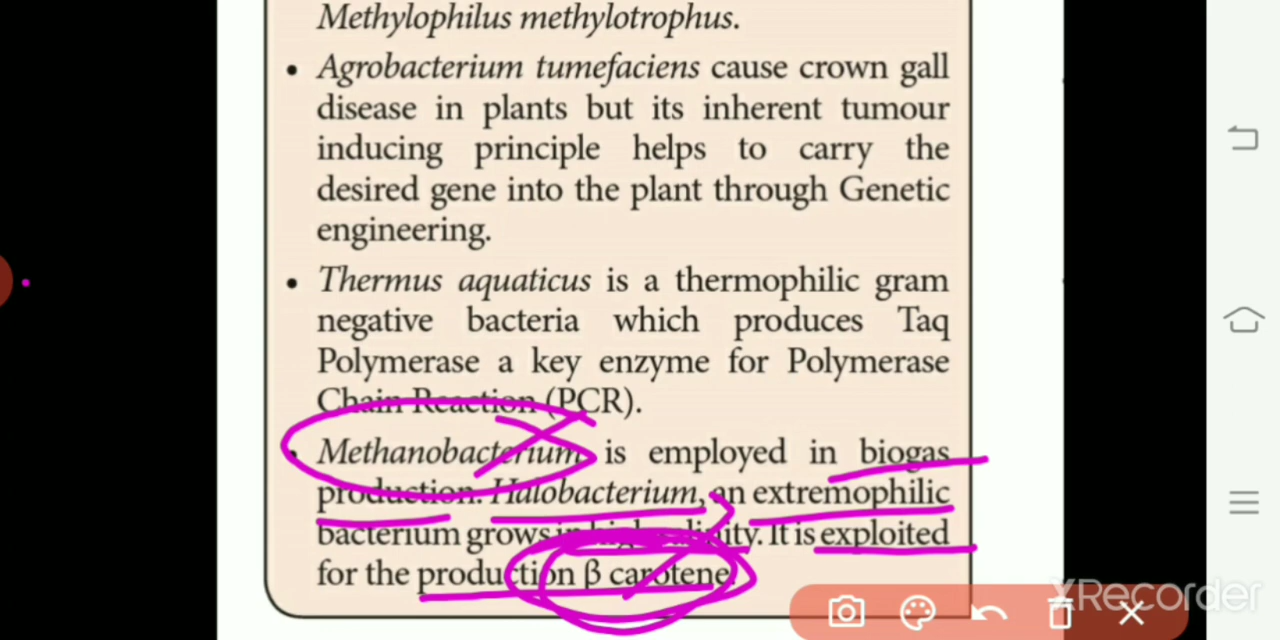 Methylophilus methylotrophus.
• Agrobacterium tumefaciens cause crown gall
disease in plants but its inherent tumour
inducing principle helps to carry the
desired gene into the plant through Genetic
engineering.
• Thermus aquaticus is a thermophilic gram
negative bacteria which produces Taq
Polymerase a key enzyme for Polymerase
Chain Reaction (PCR).
• Methanobacterium is employed in biogas
production. Halobacterium, an extremophilic
bacterium grows in high salinity. It is exploited
for the production β carotene.
XRecorder